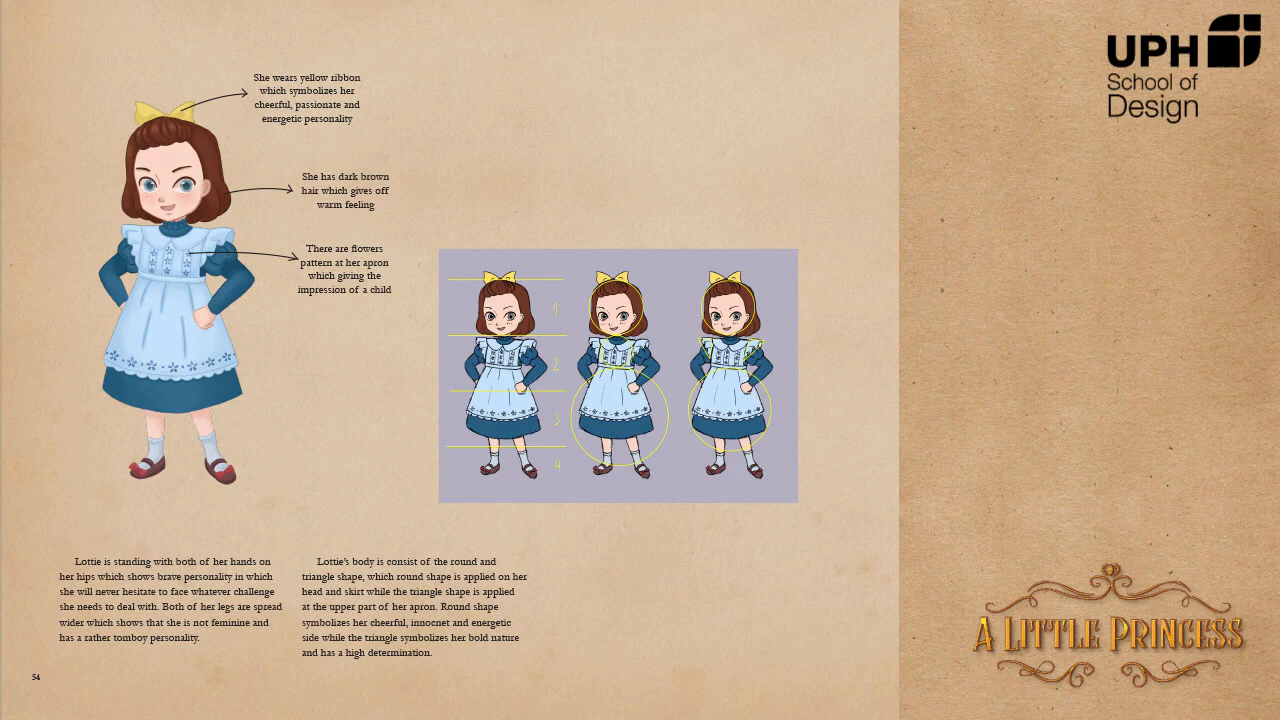 UPH
School of
Design
She wears yellow ribbon
which symbolizes her
cheerful, passionate and
energetic personality
She has dark brown
hair which gives off
warm feeling
There are flowers
pattern at her apron
which giving the
impression of a child
1
2
3
4
Lottie is standing with both of her hands on
her hips which shows brave personality in which
she will never hesitate to face whatever challenge
she needs to deal with. Both of her legs are spread
wider which shows that she is not feminine and
has a rather tomboy personality.
Lottie's body is consist of the round and
triangle shape, which round shape is applied on her
head and skirt while the triangle shape is applied
at the upper part of her apron. Round shape
symbolizes her cheerful, innocnet and energetic
side while the triangle symbolizes her bold nature
and has a high determination.
A LITTLE PRINCESS
54